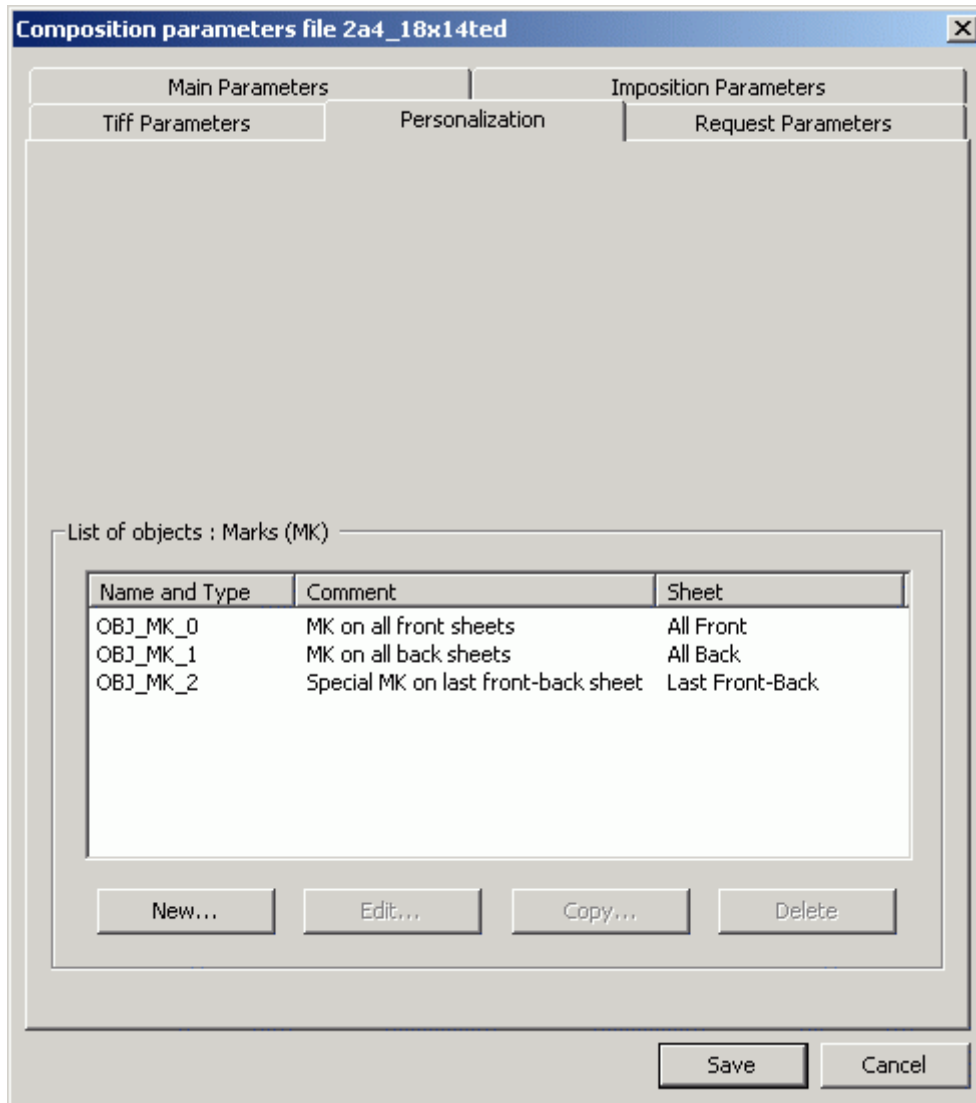 Composition parameters file 2a4_18x14ted
Main Parameters Imposition Parameters
Tiff Parameters Personalization Request Parameters
List of objects : Marks (MK)
Name and Type Comment Sheet
OBJ_MK_0 MK on all front sheets All Front
OBJ_MK_1 MK on all back sheets All Back
OBJ_MK_2 Special MK on last front-back sheet Last Front-Back
New... Edit... Copy... Delete
Save Cancel